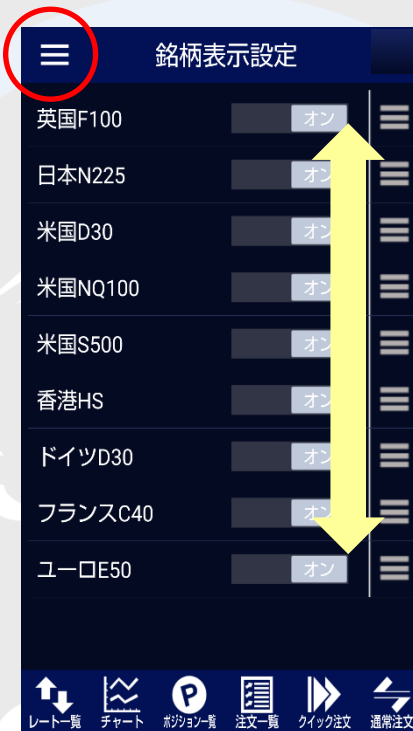 銘柄表示設定
英国F100 オン
日本N225 オン
米国D30 オン
米国NQ100 オン
米国S500 オン
香港HS オン
ドイツD30 オン
フランスC40 オン
ユーロE50 オン
P
レート一覧 チャート ポジション一覧 注文一覧 クイック注文 通常注文